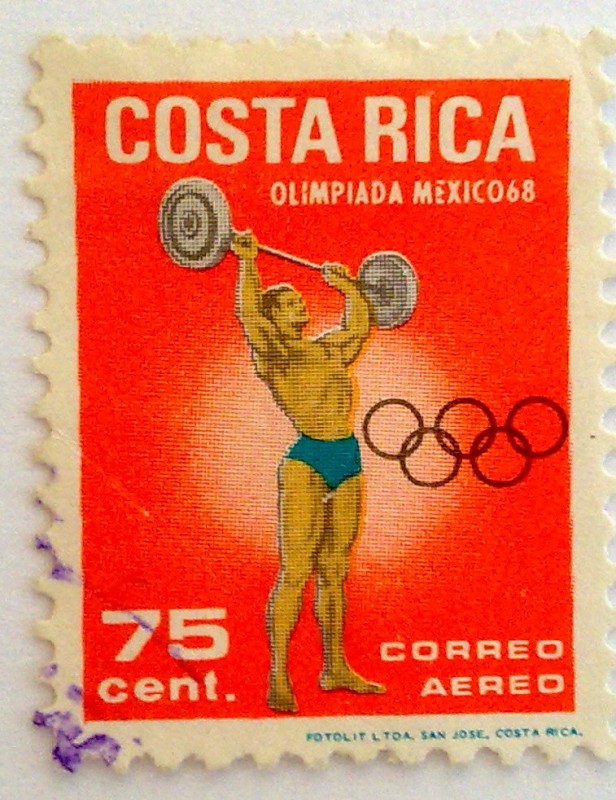 COSTA RICA
OLIMPIADA MEXICO68
75
cent.
CORREO
AEREO
FOTOLIT LTDA. SAN JOSE, COSTA RICA.